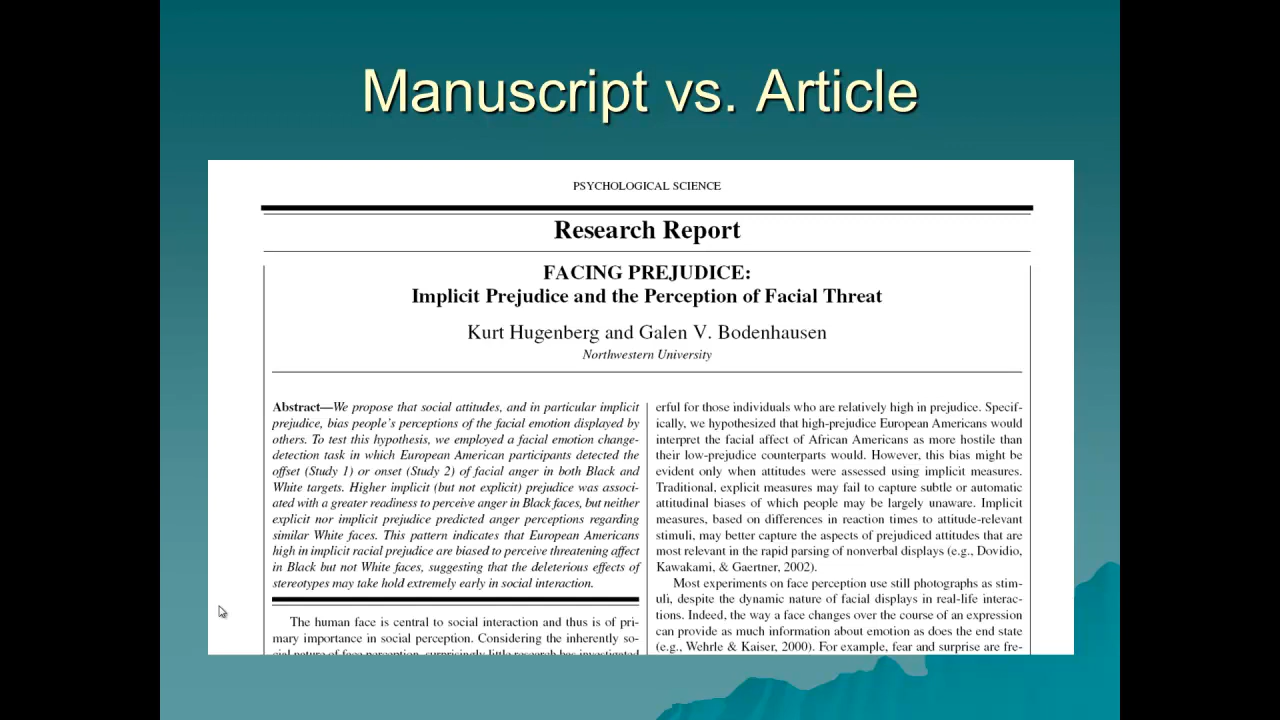 Manuscript vs. Article
PSYCHOLOGICAL SCIENCE
Research Report
FACING PREJUDICE:
Implicit Prejudice and the Perception of Facial Threat
Kurt Hugenberg and Galen V. Bodenhausen
Northwestern University
Abstract—We propose that social attitudes, and in particular implicit
prejudice, bias people's perceptions of the facial emotion displayed by
others. To test this hypothesis, we employed a facial emotion change-
detection task in which European American participants detected the
offset (Study 1) or onset (Study 2) of facial anger in both Black and
White targets. Higher implicit (but not explicit) prejudice was associ-
ated with a greater readiness to perceive anger in Black faces, but neither
explicit nor implicit prejudice predicted anger perceptions regarding
similar White faces. This pattern indicates that European Americans
high in implicit racial prejudice are biased to perceive threatening affect
in Black but not White faces, suggesting that the deleterious effects of
stereotypes may take hold extremely early in social interaction.
The human face is central to social interaction and thus is of pri-
mary importance in social perception. Considering the inherently so-
cial nature of face perception, surprisingly little research has investigated
erful for those individuals who are relatively high in prejudice. Specif-
ically, we hypothesized that high-prejudice European Americans would
interpret the facial affect of African Americans as more hostile than
their low-prejudice counterparts would. However, this bias might be
evident only when attitudes were assessed using implicit measures.
Traditional, explicit measures may fail to capture subtle or automatic
attitudinal biases of which people may be largely unaware. Implicit
measures, based on differences in reaction times to attitude-relevant
stimuli, may better capture the aspects of prejudiced attitudes that are
most relevant in the rapid parsing of nonverbal displays (e.g., Dovidio,
Kawakami, & Gaertner, 2002).
Most experiments on face perception use still photographs as stim-
uli, despite the dynamic nature of facial displays in real-life interac-
tions. Indeed, the way a face changes over the course of an expression
can provide as much information about emotion as does the end state
(e.g., Wehrle & Kaiser, 2000). For example, fear and surprise are fre-